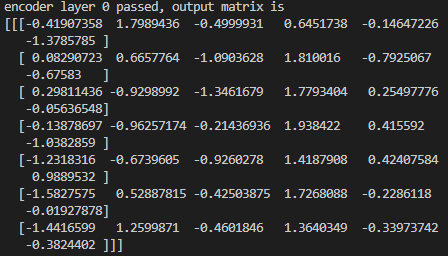 encoder layer 0 passed, output matrix is
[[[-0.41907358  1.7989436  -0.4999931   0.6451738  -0.14647226
   -1.3785785 ]
  [ 0.08290723  0.6657764  -1.0903628   1.810016   -0.7925067
   -0.67583   ]
  [ 0.29811436 -0.9298992  -1.3461679   1.7793404   0.25497776
   -0.05636548]
  [-0.13878697 -0.96257174 -0.21436936  1.938422    0.415592
   -1.0382859 ]
  [-1.2318316  -0.6739605  -0.9260278   1.4187908   0.42407584
    0.9889532 ]
  [-1.5827575   0.52887815 -0.42503875  1.7268088  -0.2286118
   -0.01927878]
  [-1.4416599   1.2599871  -0.4601846   1.3640349  -0.33973742
   -0.3824402 ]]]